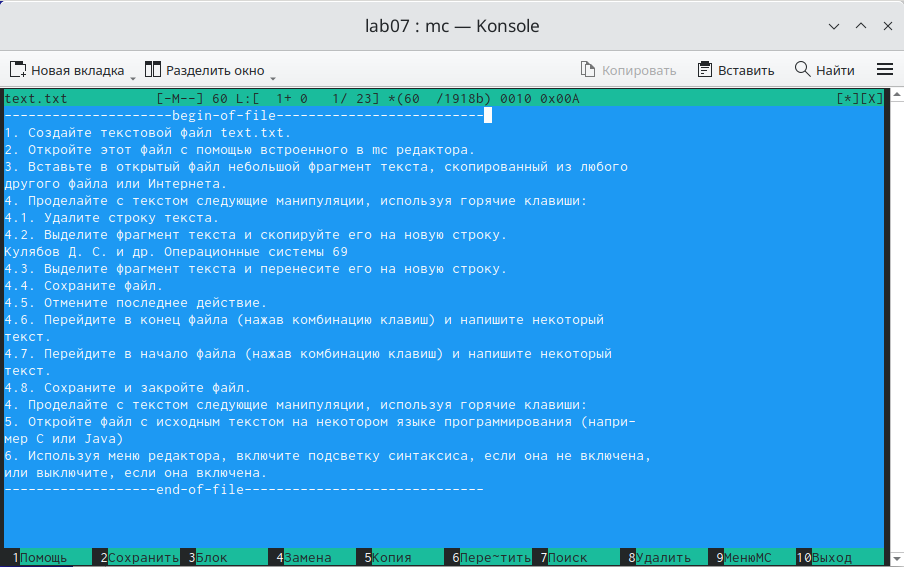 lab07 : mc — Konsole
Новая вкладка Разделить окно Копировать Вставить Найти
text.txt [-M--] 60 L:[ 1+ 0 1/ 23] *(60 /1918b) 0010 0x00A [*][X]
---------------------begin-of-file--------------------------
1. Создайте текстовой файл text.txt.
2. Откройте этот файл с помощью встроенного в mc редактора.
3. Вставьте в открытый файл небольшой фрагмент текста, скопированный из любого
другого файла или Интернета.
4. Проделайте с текстом следующие манипуляции, используя горячие клавиши:
4.1. Удалите строку текста.
4.2. Выделите фрагмент текста и скопируйте его на новую строку.
Кулябов Д. С. и др. Операционные системы 69
4.3. Выделите фрагмент текста и перенесите его на новую строку.
4.4. Сохраните файл.
4.5. Отмените последнее действие.
4.6. Перейдите в конец файла (нажав комбинацию клавиш) и напишите некоторый
текст.
4.7. Перейдите в начало файла (нажав комбинацию клавиш) и напишите некоторый
текст.
4.8. Сохраните и закройте файл.
4. Проделайте с текстом следующие манипуляции, используя горячие клавиши:
5. Откройте файл с исходным текстом на некотором языке программирования (напри-
мер C или Java)
6. Используя меню редактора, включите подсветку синтаксиса, если она не включена,
или выключите, если она включена.
-------------------end-of-file------------------------------
1Помощь 2Сохранить 3Блок 4Замена 5Копия 6Пере~тить 7Поиск 8Удалить 9МенюMC 10Выход